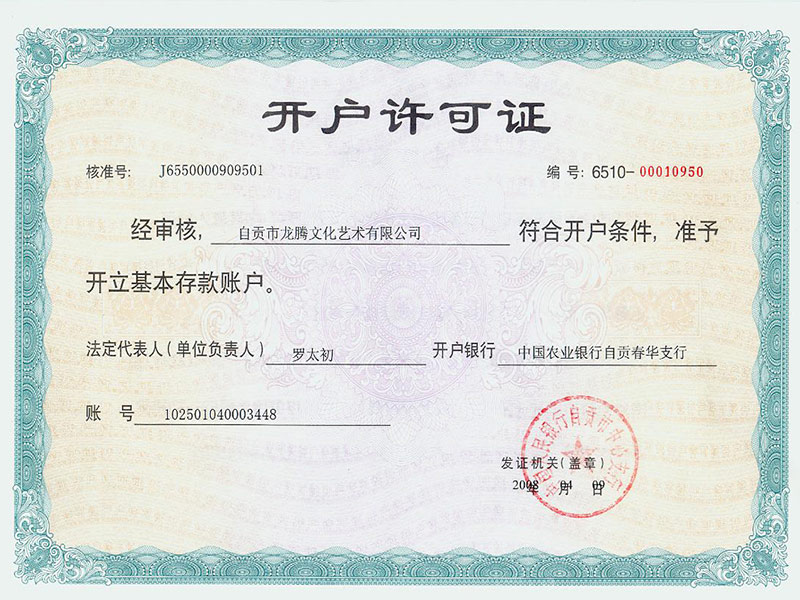 开户许可证
核准号: J6550000909501 编 号: 6510-00010950
经审核, 自贡市龙腾文化艺术有限公司 符合开户条件, 准予
开立基本存款账户。
法定代表人(单位负责人) 罗太初 开户银行 中国农业银行自贡春华支行
账 号 102501040003448
中国人民银行自贡市中心支行
发证机关(盖章)
2008 年 04 月 09 日